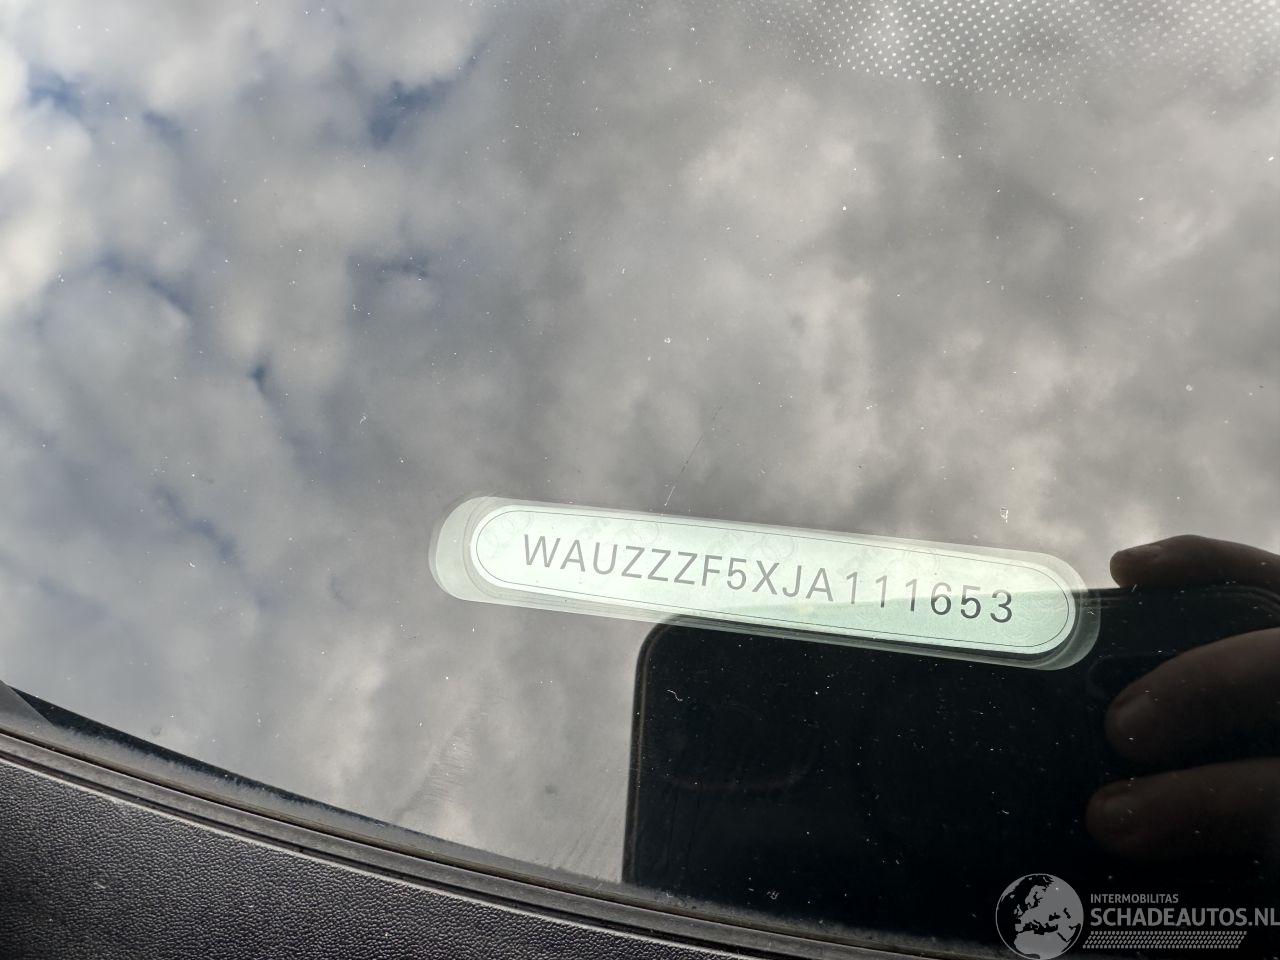 WAUZZZF5XJA111653
INTERMOBILITAS
SCHADEAUTOS.NL